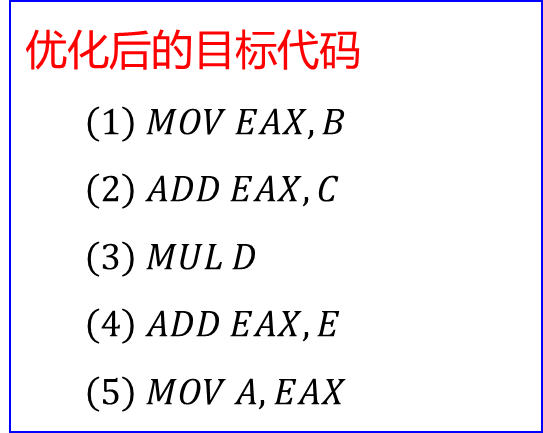 优化后的目标代码
(1) MOV EAX, B
(2) ADD EAX, C
(3) MUL D
(4) ADD EAX, E
(5) MOV A, EAX